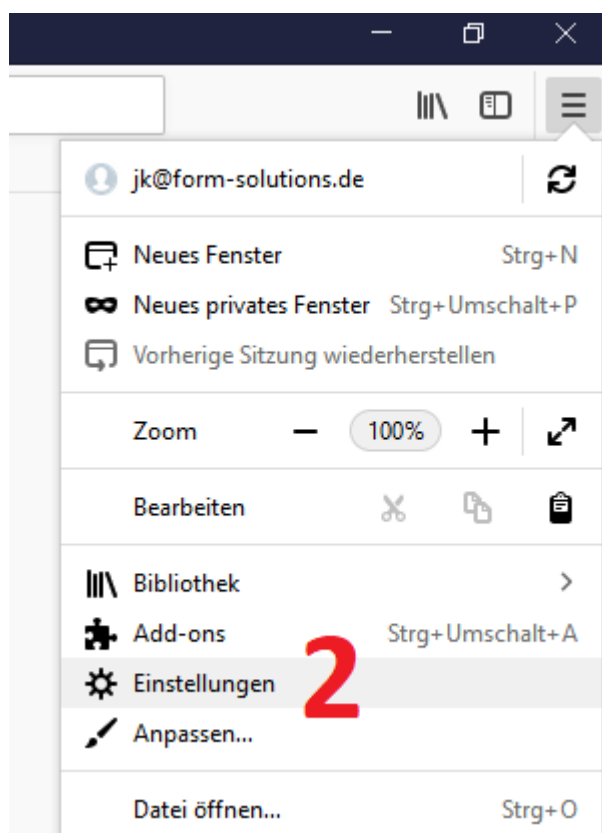 jk@form-solutions.de
Neues Fenster Strg+N
Neues privates Fenster Strg+Umschalt+P
Vorherige Sitzung wiederherstellen
Zoom 100%
Bearbeiten
Bibliothek
Add-ons Strg+Umschalt+A
Einstellungen 2
Anpassen...
Datei öffnen... Strg+O